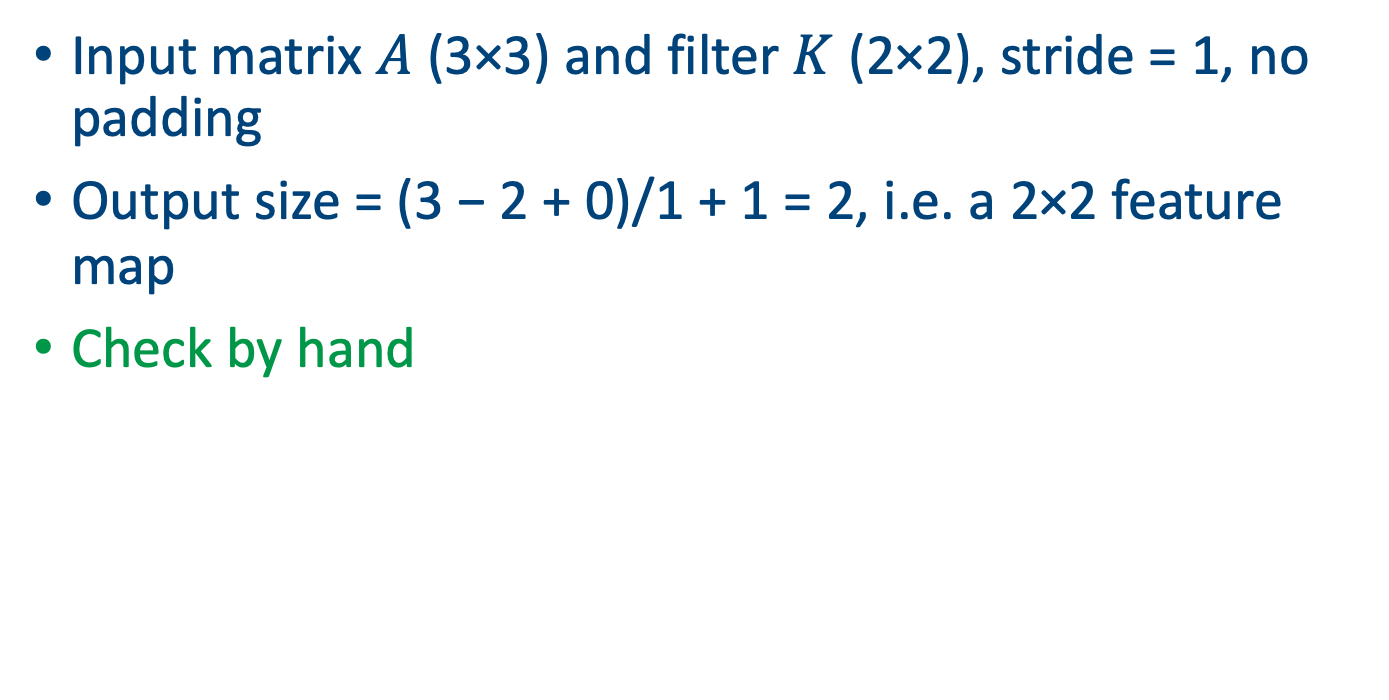 • Input matrix A (3×3) and filter K (2×2), stride = 1, no
padding
• Output size = (3 − 2 + 0)/1 + 1 = 2, i.e. a 2×2 feature
map
• Check by hand